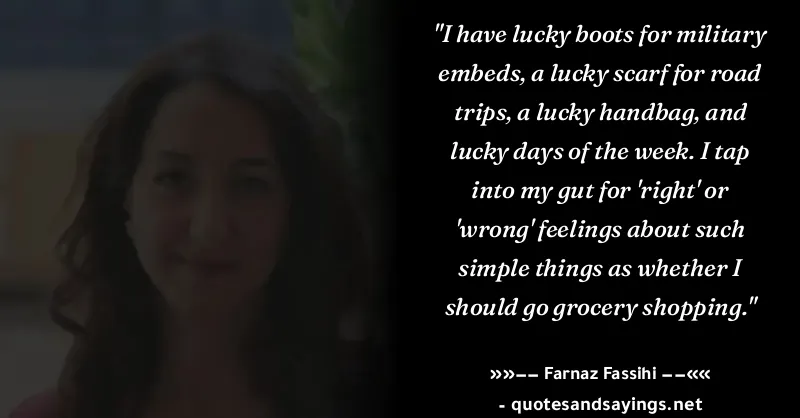 "I have lucky boots for military
embeds, a lucky scarf for road
trips, a lucky handbag, and
lucky days of the week. I tap
into my gut for 'right' or
'wrong' feelings about such
simple things as whether I
should go grocery shopping."
»»–– Farnaz Fassihi ––««
- quotesandsayings.net